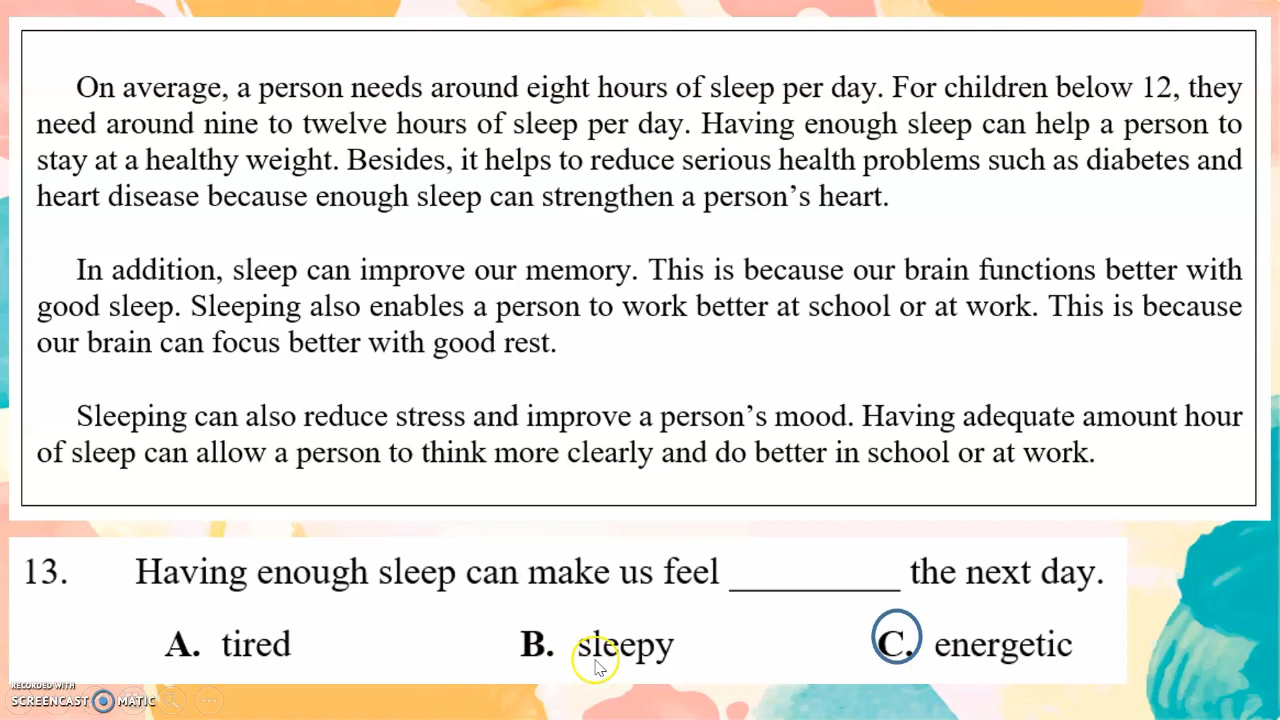 On average, a person needs around eight hours of sleep per day. For children below 12, they
need around nine to twelve hours of sleep per day. Having enough sleep can help a person to
stay at a healthy weight. Besides, it helps to reduce serious health problems such as diabetes and
heart disease because enough sleep can strengthen a person's heart.
In addition, sleep can improve our memory. This is because our brain functions better with
good sleep. Sleeping also enables a person to work better at school or at work. This is because
our brain can focus better with good rest.
Sleeping can also reduce stress and improve a person's mood. Having adequate amount hour
of sleep can allow a person to think more clearly and do better in school or at work.
13. Having enough sleep can make us feel __________ the next day.
A. tired B. sleepy C. energetic
RECORDED WITH
SCREENCAST MATIC